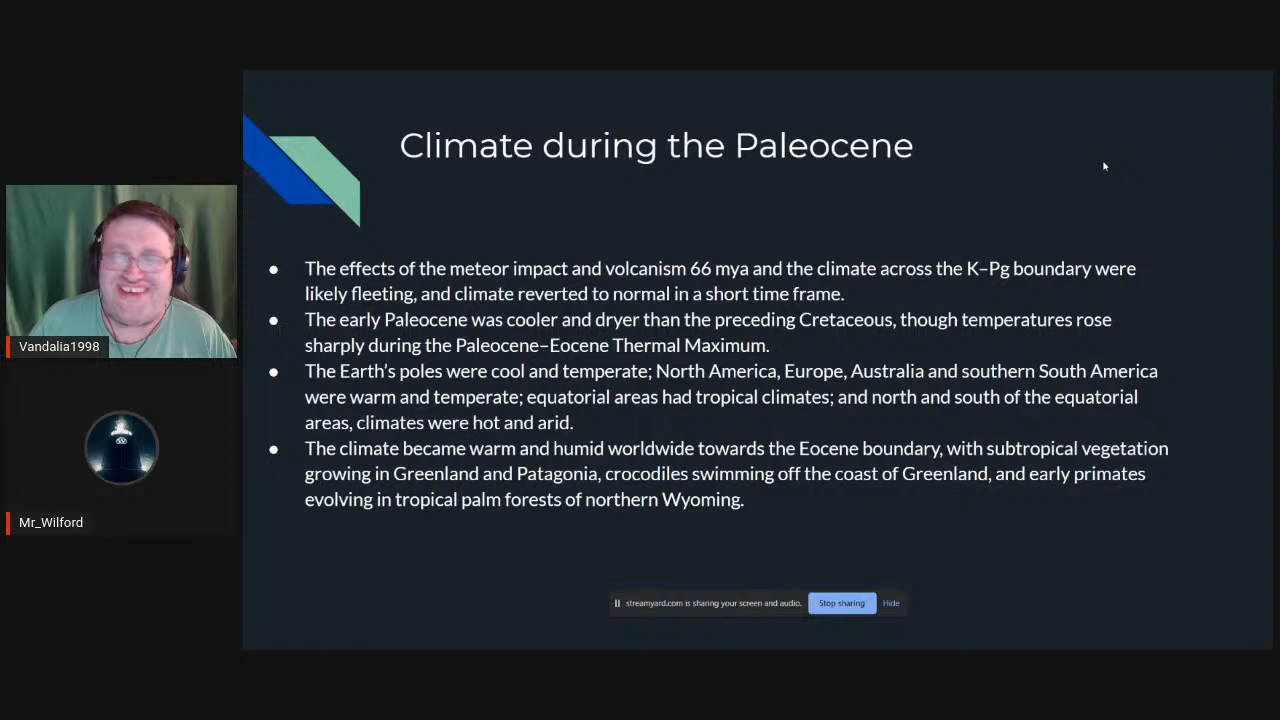 Climate during the Paleocene
● The effects of the meteor impact and volcanism 66 mya and the climate across the K–Pg boundary were
likely fleeting, and climate reverted to normal in a short time frame.
● The early Paleocene was cooler and dryer than the preceding Cretaceous, though temperatures rose
sharply during the Paleocene–Eocene Thermal Maximum.
● The Earth's poles were cool and temperate; North America, Europe, Australia and southern South America
were warm and temperate; equatorial areas had tropical climates; and north and south of the equatorial
areas, climates were hot and arid.
● The climate became warm and humid worldwide towards the Eocene boundary, with subtropical vegetation
growing in Greenland and Patagonia, crocodiles swimming off the coast of Greenland, and early primates
evolving in tropical palm forests of northern Wyoming.
Vandalia1998
Mr_Wilford
streamyard.com is sharing your screen and audio. Stop sharing Hide